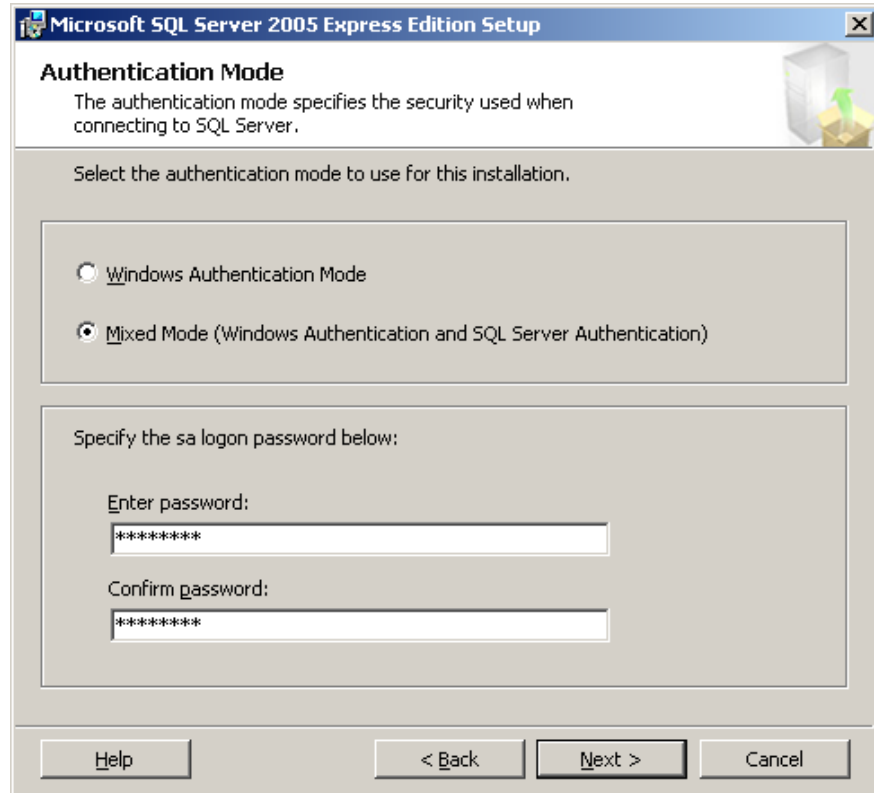 Microsoft SQL Server 2005 Express Edition Setup
Authentication Mode
The authentication mode specifies the security used when
connecting to SQL Server.
Select the authentication mode to use for this installation.
Windows Authentication Mode
Mixed Mode (Windows Authentication and SQL Server Authentication)
Specify the sa logon password below:
Enter password:
********
Confirm password:
********
Help
< Back
Next >
Cancel